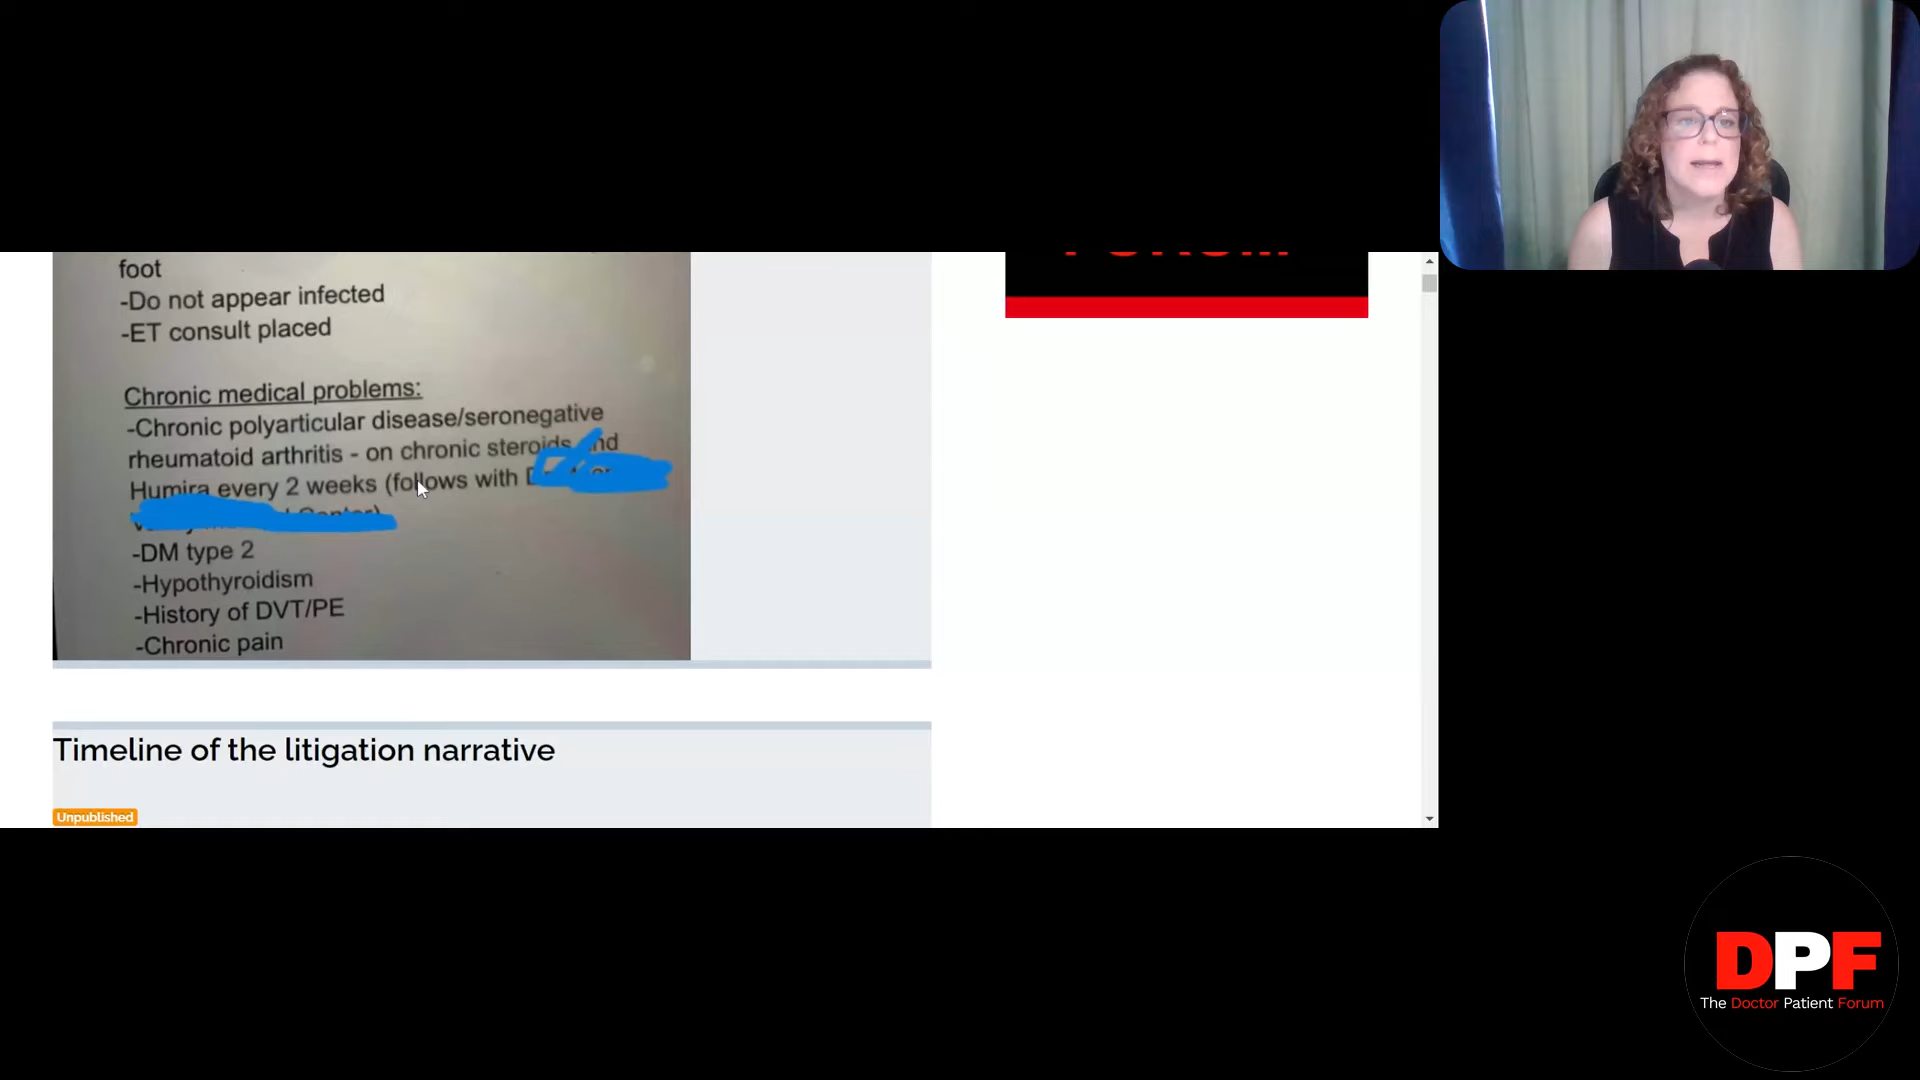 foot
-Do not appear infected
-ET consult placed
Chronic medical problems:
-Chronic polyarticular disease/seronegative
rheumatoid arthritis - on chronic steroids and
Humira every 2 weeks (follows with
-DM type 2
-Hypothyroidism
-History of DVT/PE
-Chronic pain
Timeline of the litigation narrative
Unpublished
DPF
The Doctor Patient Forum